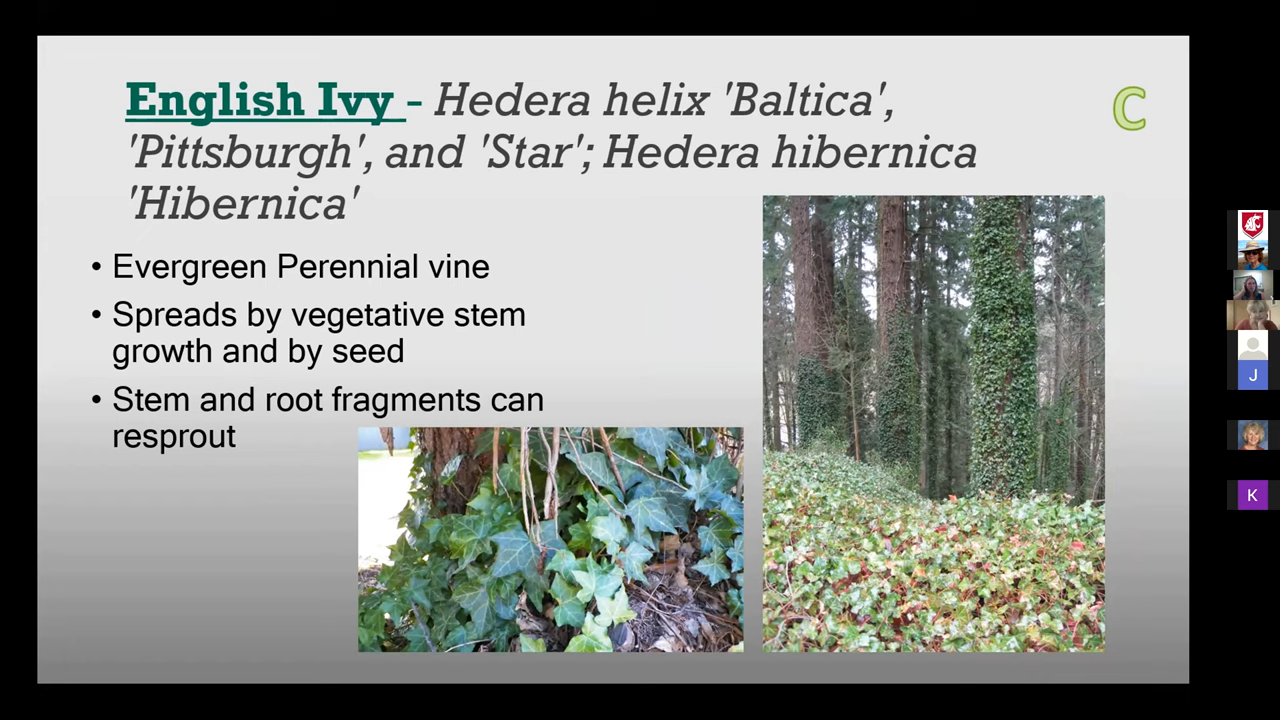 English Ivy - Hedera helix 'Baltica',
'Pittsburgh', and 'Star'; Hedera hibernica
'Hibernica'
C
• Evergreen Perennial vine
• Spreads by vegetative stem
growth and by seed
• Stem and root fragments can
resprout
J
K